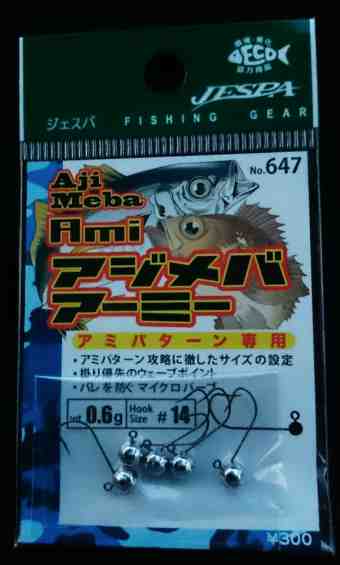 ECO
JESPA
ジェスパ FISHING GEAR
No.647
Aji
Meba
Ami
アジメバ
アーミー
アミパターン専用
・アミパターン攻略に徹したサイズの設定
・掛り優先のウェーブポイント
・バレを防ぐマイクロバーブ
0.6g Hook Size # 14
¥300